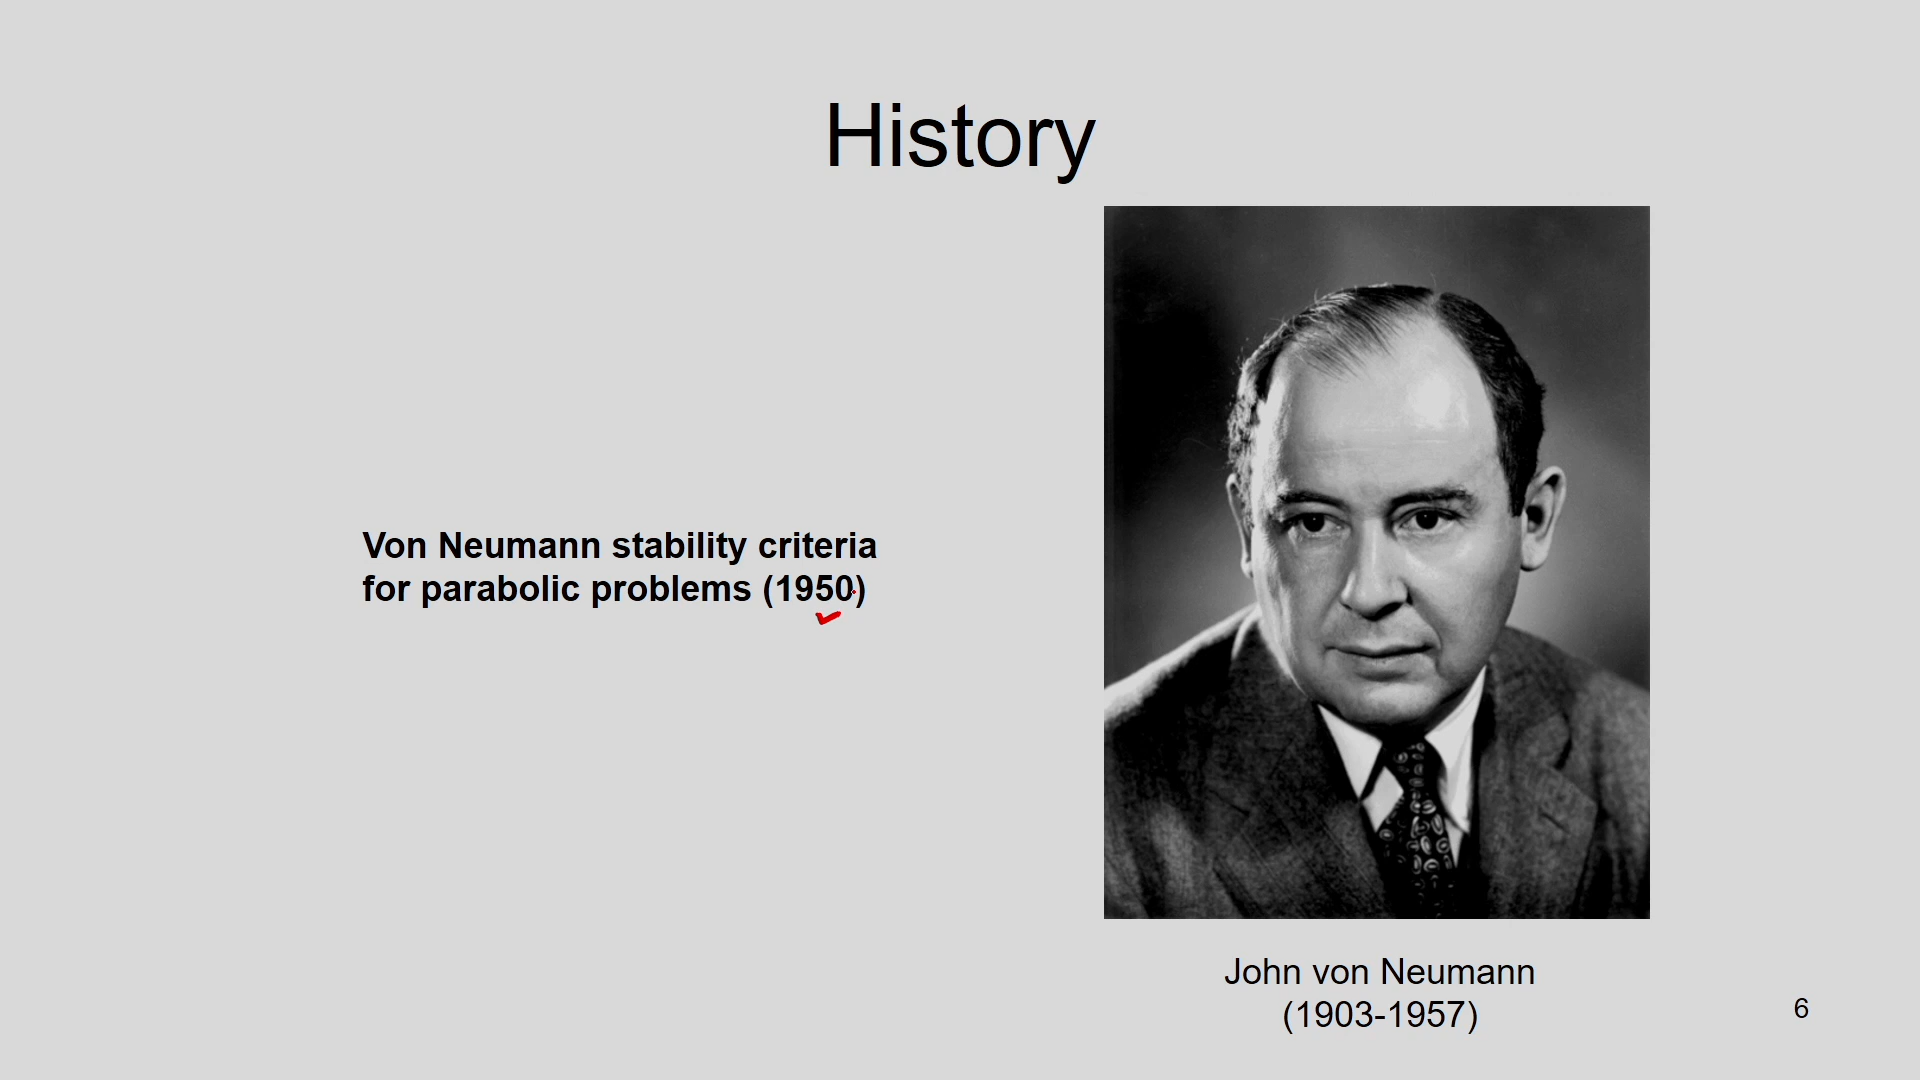 History
Von Neumann stability criteria
for parabolic problems (1950)
John von Neumann
(1903-1957)
6